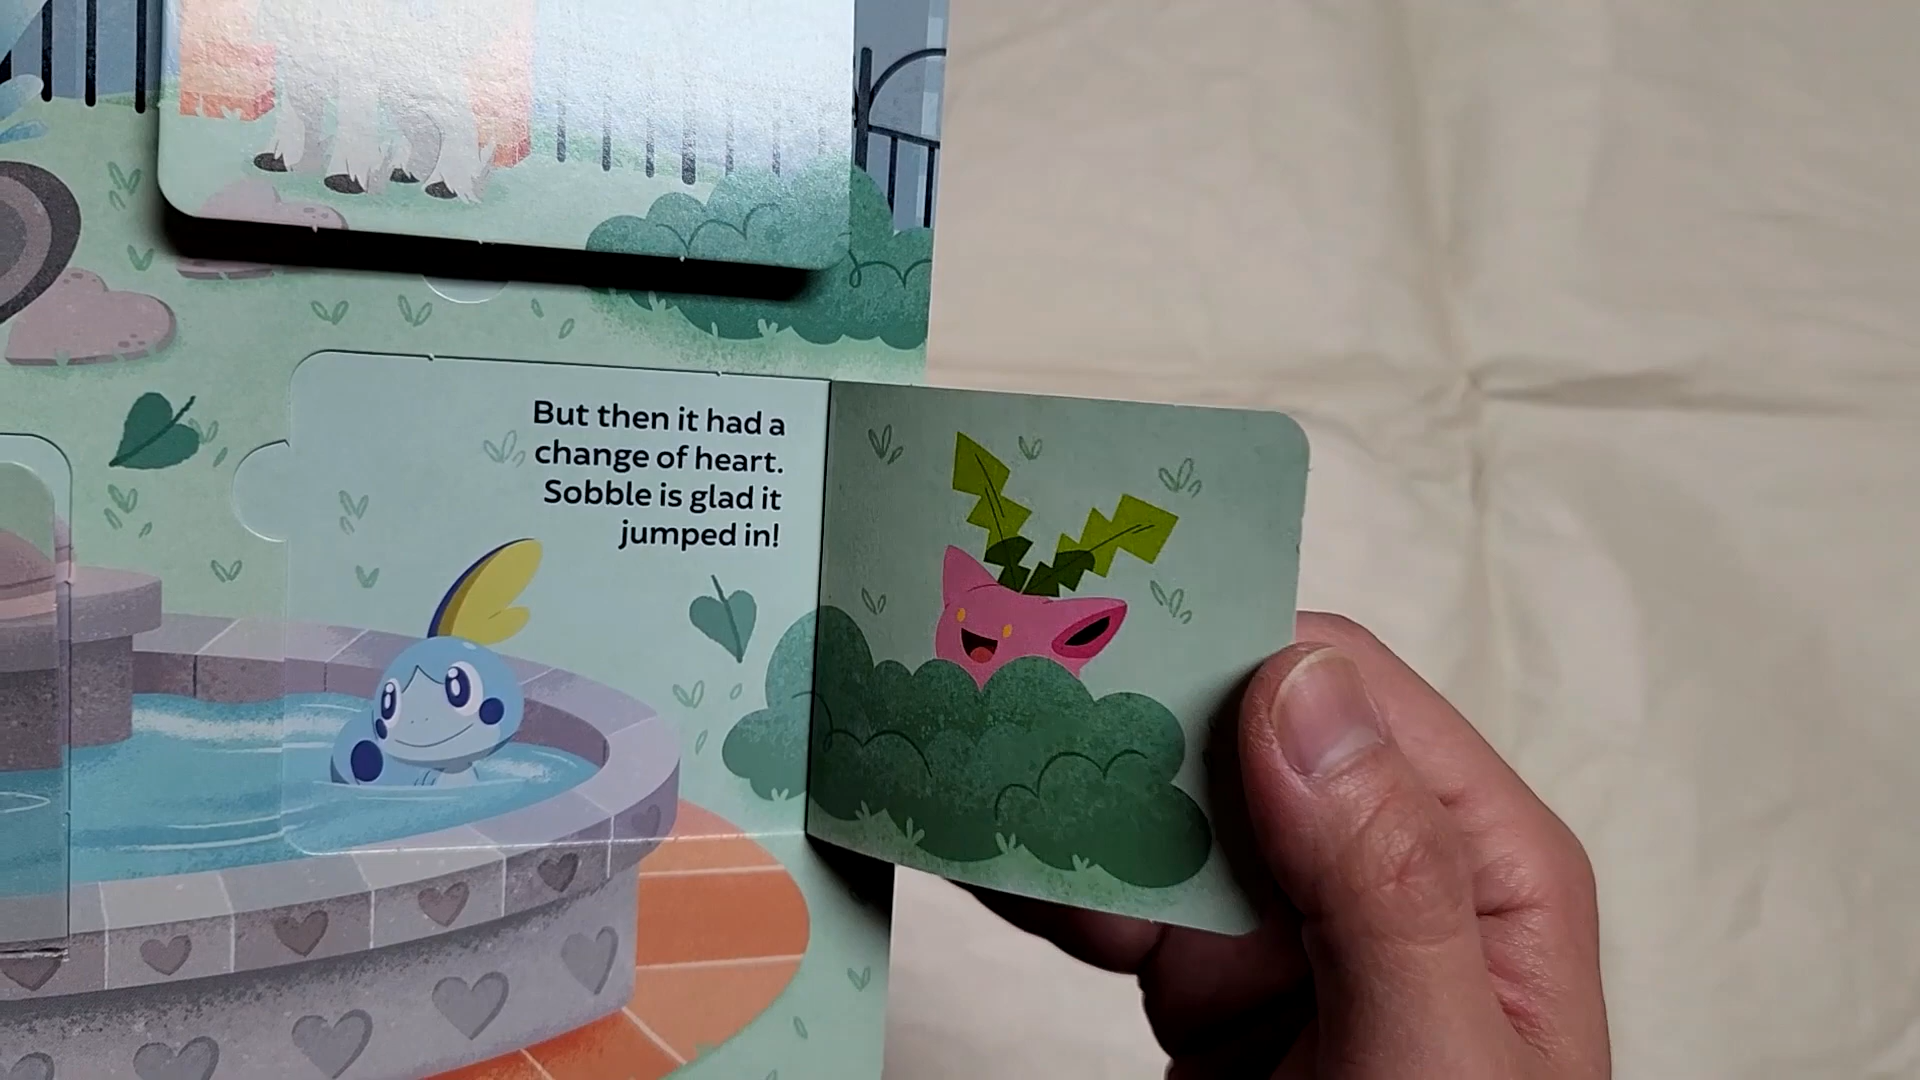 But then it had a
change of heart.
Sobble is glad it
jumped in!